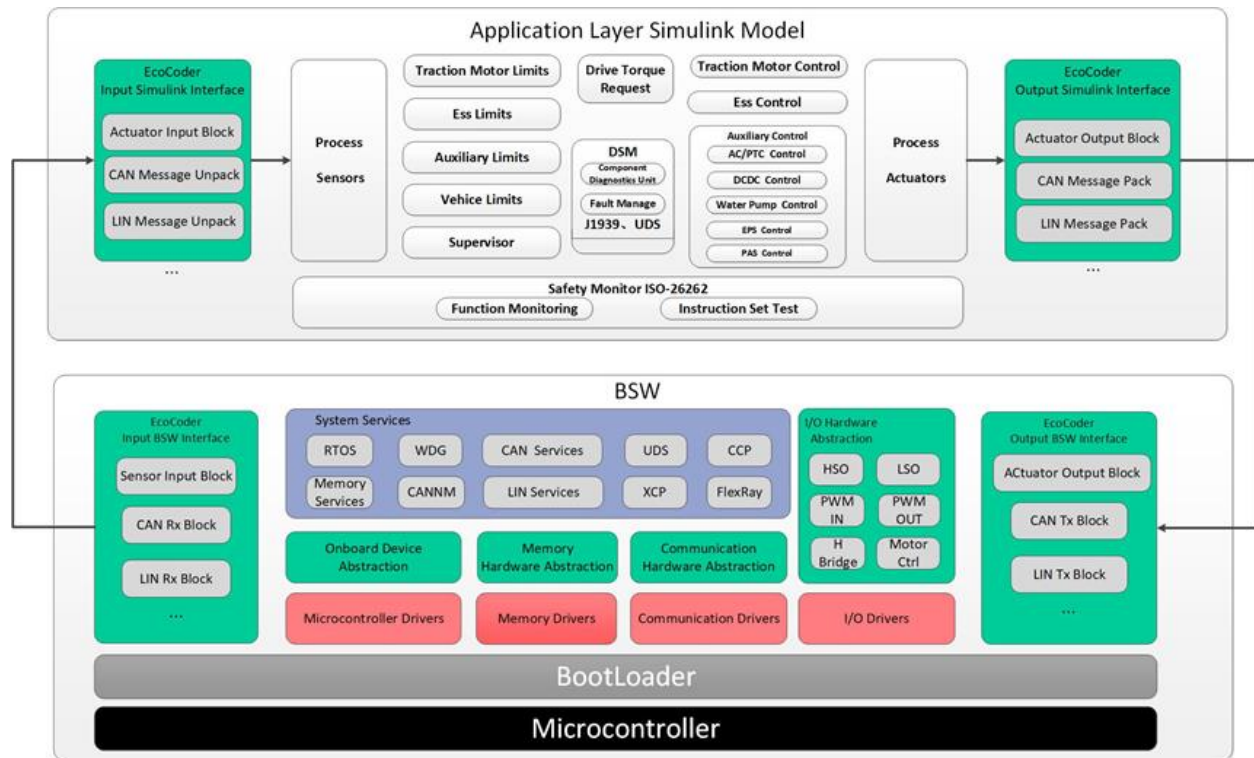 Application Layer Simulink Model
EcoCoder
Input Simulink Interface
Actuator Input Block
CAN Message Unpack
LIN Message Unpack
...
Process
Sensors
Traction Motor Limits
Ess Limits
Auxiliary Limits
Vehice Limits
Supervisor
Drive Torque
Request
DSM
Component
Diagnostics Unit
Fault Manage
J1939、UDS
Traction Motor Control
Ess Control
Auxiliary Control
AC/PTC Control
DCDC Control
Water Pump Control
EPS Control
PAS Control
Process
Actuators
EcoCoder
Output Simulink Interface
Actuator Output Block
CAN Message Pack
LIN Message Pack
...
Safety Monitor ISO-26262
Function Monitoring
Instruction Set Test
BSW
EcoCoder
Input BSW Interface
Sensor Input Block
CAN Rx Block
LIN Rx Block
...
System Services
RTOS
WDG
CAN Services
UDS
CCP
Memory
Services
CANNM
LIN Services
XCP
FlexRay
Onboard Device
Abstraction
Memory
Hardware Abstraction
Communication
Hardware Abstraction
Microcontroller Drivers
Memory Drivers
Communication Drivers
I/O Drivers
I/O Hardware
Abstraction
HSO
LSO
PWM
IN
PWM
OUT
H
Bridge
Motor
Ctrl
EcoCoder
Output BSW Interface
ACtuator Output Block
CAN Tx Block
LIN Tx Block
...
BootLoader
Microcontroller